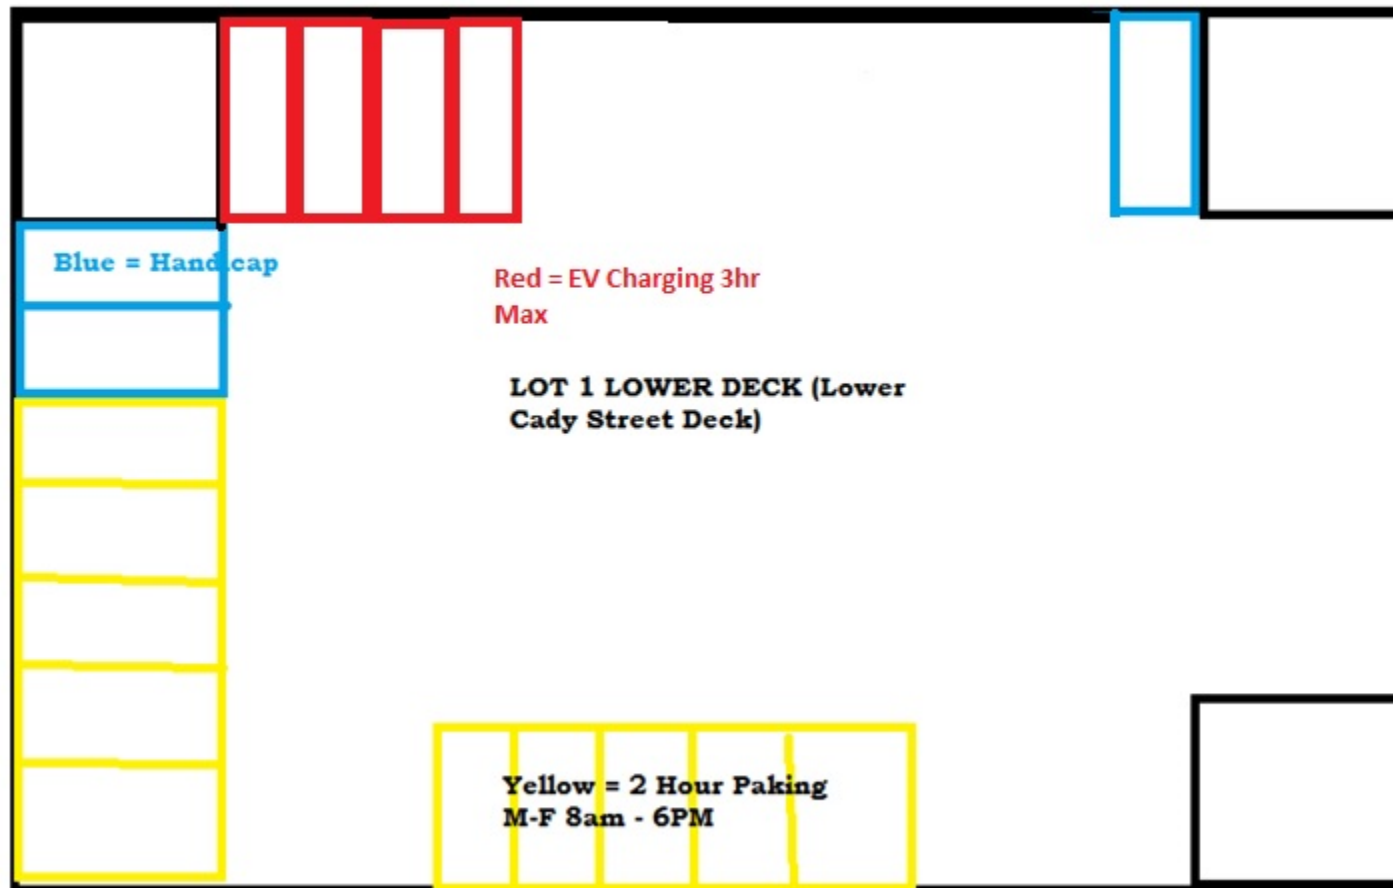 Blue = Handicap
Red = EV Charging 3hr
Max
LOT 1 LOWER DECK (Lower
Cady Street Deck)
Yellow = 2 Hour Paking
M-F 8am - 6PM